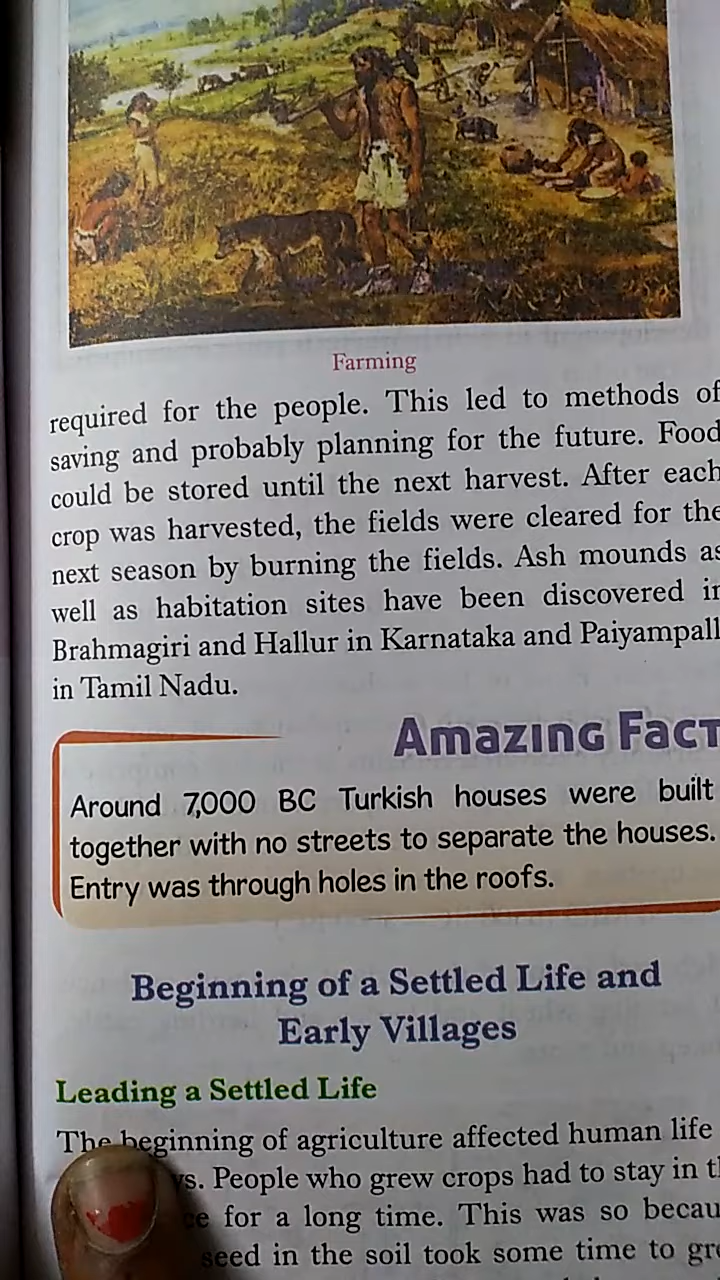 Farming
required for the people. This led to methods of
saving and probably planning for the future. Food
could be stored until the next harvest. After each
crop was harvested, the fields were cleared for the
next season by burning the fields. Ash mounds as
well as habitation sites have been discovered in
Brahmagiri and Hallur in Karnataka and Paiyampall
in Tamil Nadu.
Amazing Fact
Around 7,000 BC Turkish houses were built
together with no streets to separate the houses.
Entry was through holes in the roofs.
Beginning of a Settled Life and
Early Villages
Leading a Settled Life
The beginning of agriculture affected human life
People who grew crops had to stay in
for a long time. This was so
seed in the soil took some time to